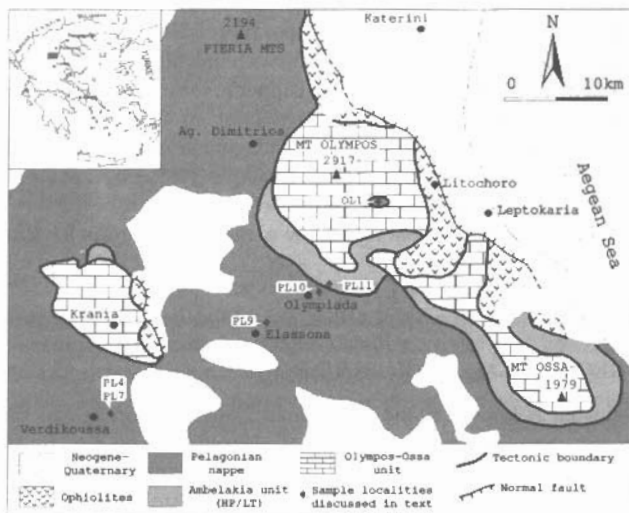 2194
PIERIA MTS
Katerini
0 10km
TURKEY
Ag. Dimitrios
MT OLYMPOS
2917
OL1
Litochoro
Leptokaria
Aegean Sea
PL10
PL11
Olympiada
PL9
Elassona
Krania
PL4
PL7
Verdikoussa
MT OSSA
1979
Neogene-
Quaternary
Pelagonian
nappe
Olympos-Ossa
unit
Tectonic boundary
Ophiolites
Ambelakia unit
(HP/LT)
Sample localities
discussed in text
Normal fault